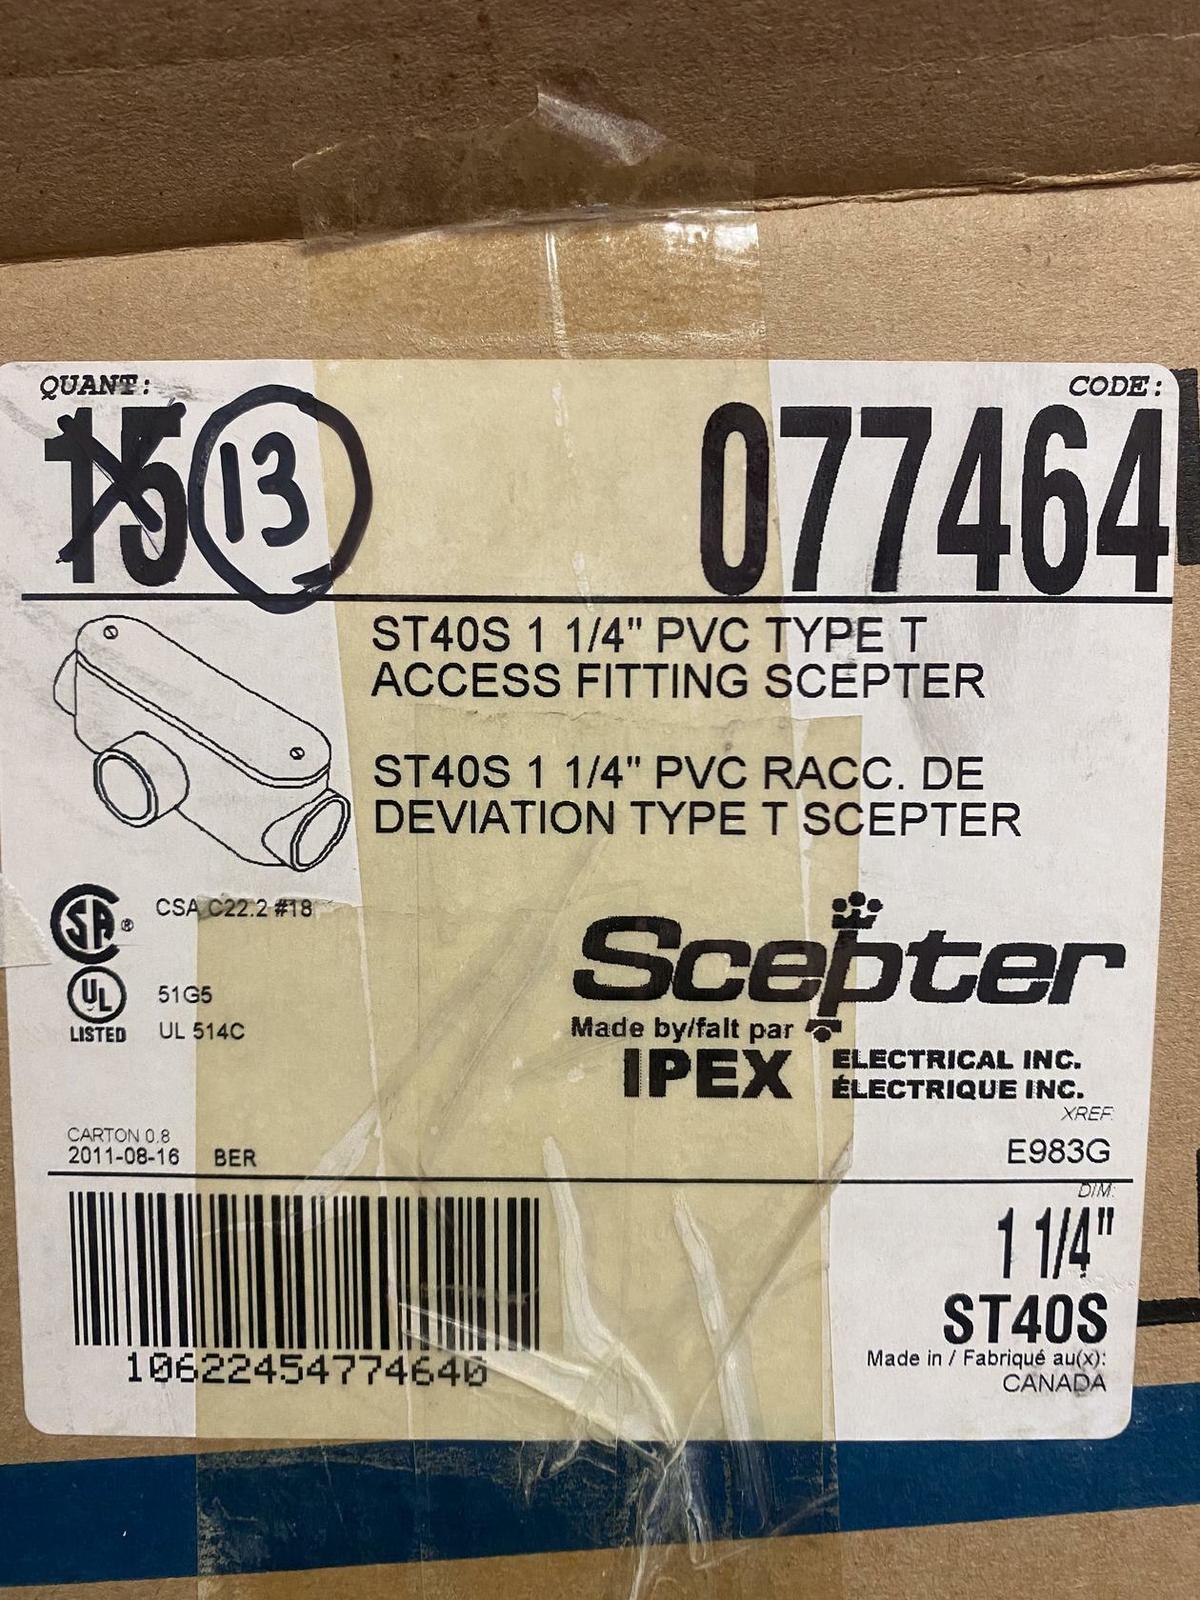 QUANT:
CODE:
15 13
077464
ST40S 1 1/4" PVC TYPE T
ACCESS FITTING SCEPTER
ST40S 1 1/4" PVC RACC. DE
DEVIATION TYPE T SCEPTER
SA ® CSA C22.2 #18
UL 51G5
LISTED UL 514C
Scepter
Made by/fait par
IPEX ELECTRICAL INC.
ÉLECTRIQUE INC.
XREF:
E983G
CARTON 0.8
2011-08-16 BER
DIM:
1 1/4"
ST40S
Made in / Fabriqué au(x):
CANADA
10622454774640